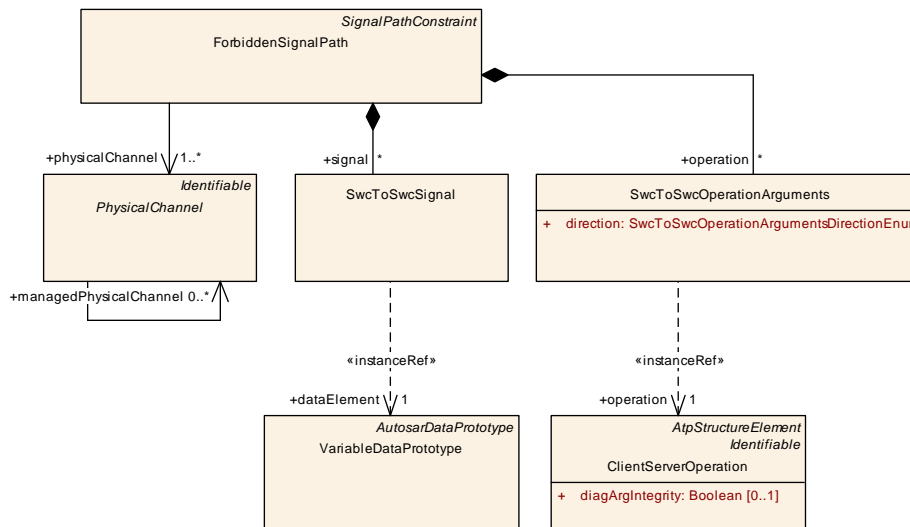 SignalPathConstraint
ForbiddenSignalPath
+physicalChannel 1..*
+signal *
+operation *
Identifiable
PhysicalChannel
SwcToSwcSignal
SwcToSwcOperationArguments
+ direction: SwcToSwcOperationArgumentsDirectionEnum
+managedPhysicalChannel 0..*
«instanceRef»
«instanceRef»
+dataElement 1
+operation 1
AutosarDataPrototype
VariableDataPrototype
AtpStructureElement
Identifiable
ClientServerOperation
+ diagArgIntegrity: Boolean [0..1]